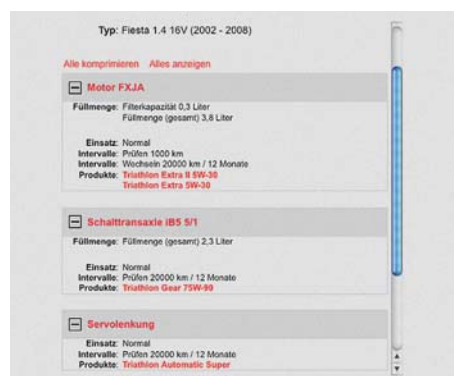 Typ: Fiesta 1.4 16V (2002 - 2008)
Alle komprimieren Alles anzeigen
Motor FXJA
Füllmenge: Filterkapazität 0,3 Liter
Füllmenge (gesamt) 3,8 Liter
Einsatz: Normal
Intervalle: Prüfen 1000 km
Intervalle: Wechseln 20000 km / 12 Monate
Produkte: Triathlon Extra II 5W-30
Triathlon Extra 5W-30
Schalttransaxle iB5 5/1
Füllmenge: Füllmenge (gesamt) 2,3 Liter
Einsatz: Normal
Intervalle: Prüfen 20000 km / 12 Monate
Produkte: Triathlon Gear 75W-90
Servolenkung
Einsatz: Normal
Intervalle: Prüfen 20000 km / 12 Monate
Produkte: Triathlon Automatic Super